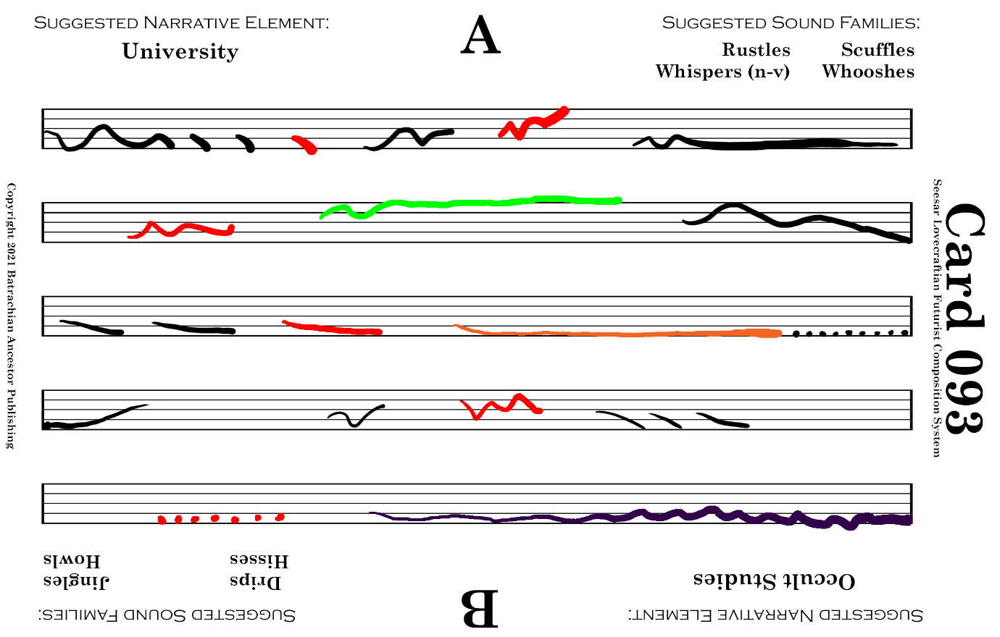 SUGGESTED NARRATIVE ELEMENT:
University
A
SUGGESTED SOUND FAMILIES:
Rustles Scuffles
Whispers (n-v) Whooshes
Copyright 2021 Batrachian Ancestor Publishing
Seesar Lovecraftian Futurist Composition System
Card 093
B
SUGGESTED NARRATIVE ELEMENT:
Occult Studies
SUGGESTED SOUND FAMILIES:
Drips Jingles
Hisses Howls